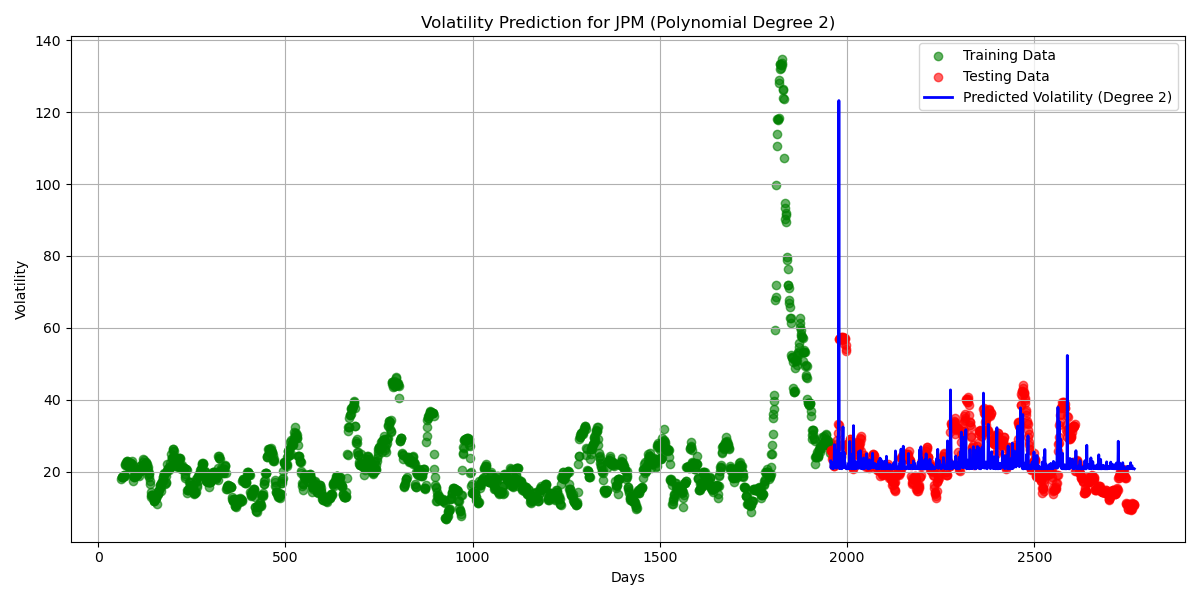 Volatility Prediction for JPM (Polynomial Degree 2)
140
120
100
80
60
40
20
Volatility
Training Data
Testing Data
Predicted Volatility (Degree 2)
0
500
1000
1500
2000
2500
Days